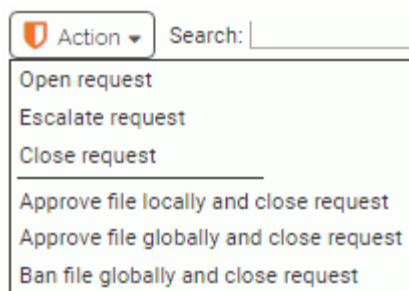 Action Search:
Open request
Escalate request
Close request
Approve file locally and close request
Approve file globally and close request
Ban file globally and close request